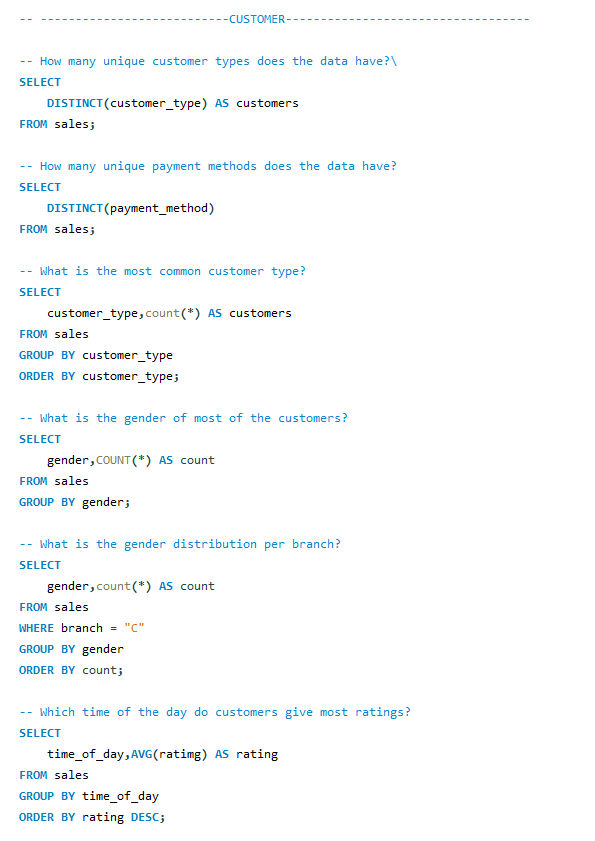 -- ---------------------------CUSTOMER-----------------------------------
-- How many unique customer types does the data have?\
SELECT
DISTINCT(customer_type) AS customers
FROM sales;
-- How many unique payment methods does the data have?
SELECT
DISTINCT(payment_method)
FROM sales;
-- What is the most common customer type?
SELECT
customer_type,count(*) AS customers
FROM sales
GROUP BY customer_type
ORDER BY customer_type;
-- What is the gender of most of the customers?
SELECT
gender,COUNT(*) AS count
FROM sales
GROUP BY gender;
-- What is the gender distribution per branch?
SELECT
gender,count(*) AS count
FROM sales
WHERE branch = "C"
GROUP BY gender
ORDER BY count;
-- Which time of the day do customers give most ratings?
SELECT
time_of_day,AVG(ratimg) AS rating
FROM sales
GROUP BY time_of_day
ORDER BY rating DESC;